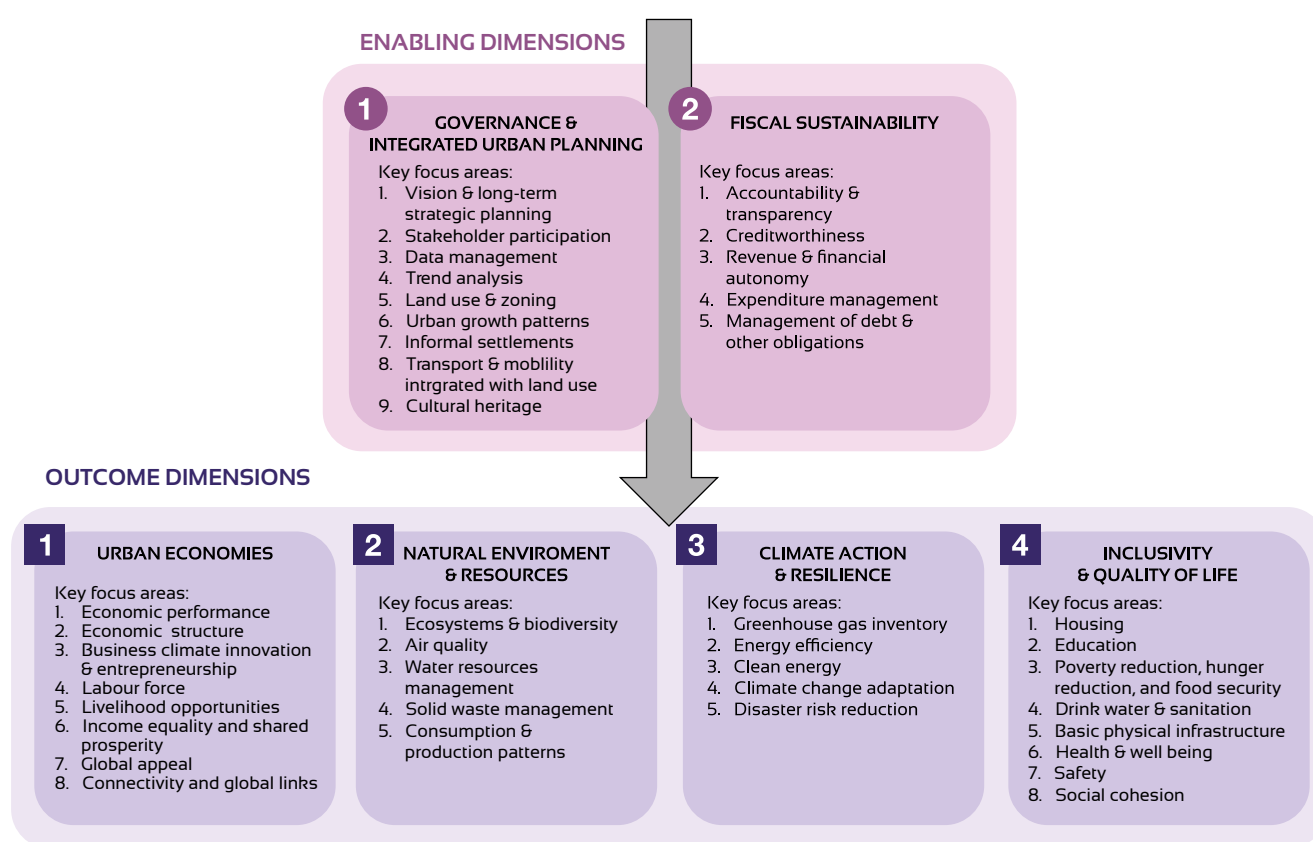 ENABLING DIMENSIONS
1
GOVERNANCE &
INTEGRATED URBAN PLANNING
Key focus areas:
1. Vision & long-term
strategic planning
2. Stakeholder participation
3. Data management
4. Trend analysis
5. Land use & zoning
6. Urban growth patterns
7. Informal settlements
8. Transport & moblility
intrgrated with land use
9. Cultural heritage
2
FISCAL SUSTAINABILITY
Key focus areas:
1. Accountability &
transparency
2. Creditworthiness
3. Revenue & financial
autonomy
4. Expenditure management
5. Management of debt &
other obligations
OUTCOME DIMENSIONS
1
URBAN ECONOMIES
Key focus areas:
1. Economic performance
2. Economic structure
3. Business climate innovation
& entrepreneurship
4. Labour force
5. Livelihood opportunities
6. Income equality and shared
prosperity
7. Global appeal
8. Connectivity and global links
2
NATURAL ENVIROMENT
& RESOURCES
Key focus areas:
1. Ecosystems & biodiversity
2. Air quality
3. Water resources
management
4. Solid waste management
5. Consumption &
production patterns
3
CLIMATE ACTION
& RESILIENCE
Key focus areas:
1. Greenhouse gas inventory
2. Energy efficiency
3. Clean energy
4. Climate change adaptation
5. Disaster risk reduction
4
INCLUSIVITY
& QUALITY OF LIFE
Key focus areas:
1. Housing
2. Education
3. Poverty reduction, hunger
reduction, and food security
4. Drink water & sanitation
5. Basic physical infrastructure
6. Health & well being
7. Safety
8. Social cohesion